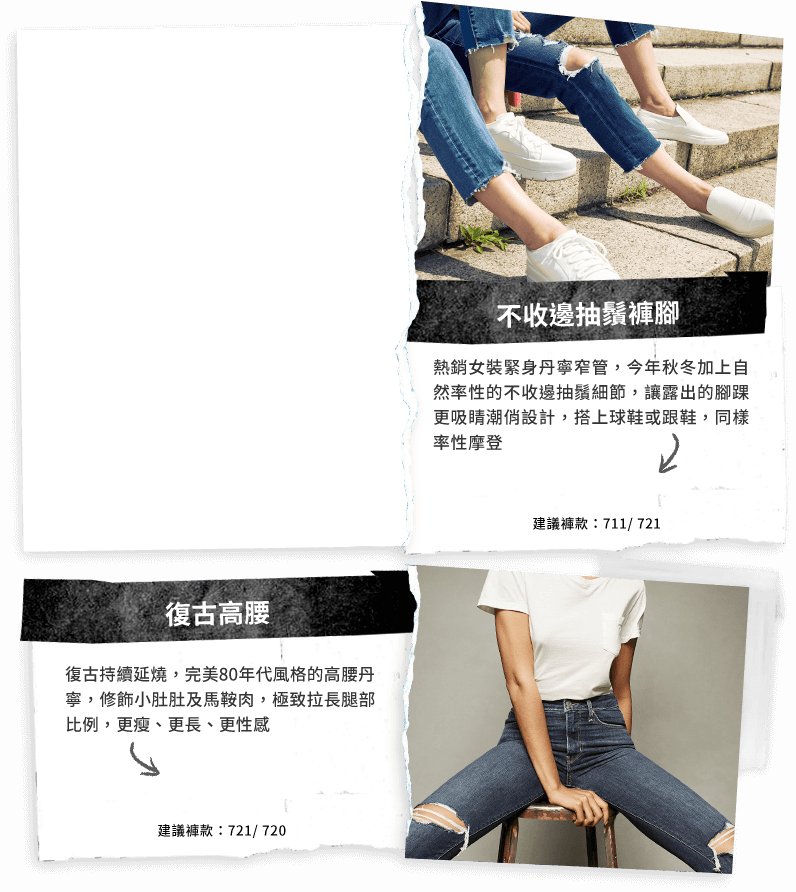 不收邊抽鬚褲腳
熱銷女裝緊身丹寧窄管，今年秋冬加上自
然率性的不收邊抽鬚細節，讓露出的腳踝
更吸睛潮俏設計，搭上球鞋或跟鞋，同樣
率性摩登
建議褲款：711/ 721
復古高腰
復古持續延燒，完美80年代風格的高腰丹
寧，修飾小肚肚及馬鞍肉，極致拉長腿部
比例，更瘦、更長、更性感
建議褲款：721/ 720